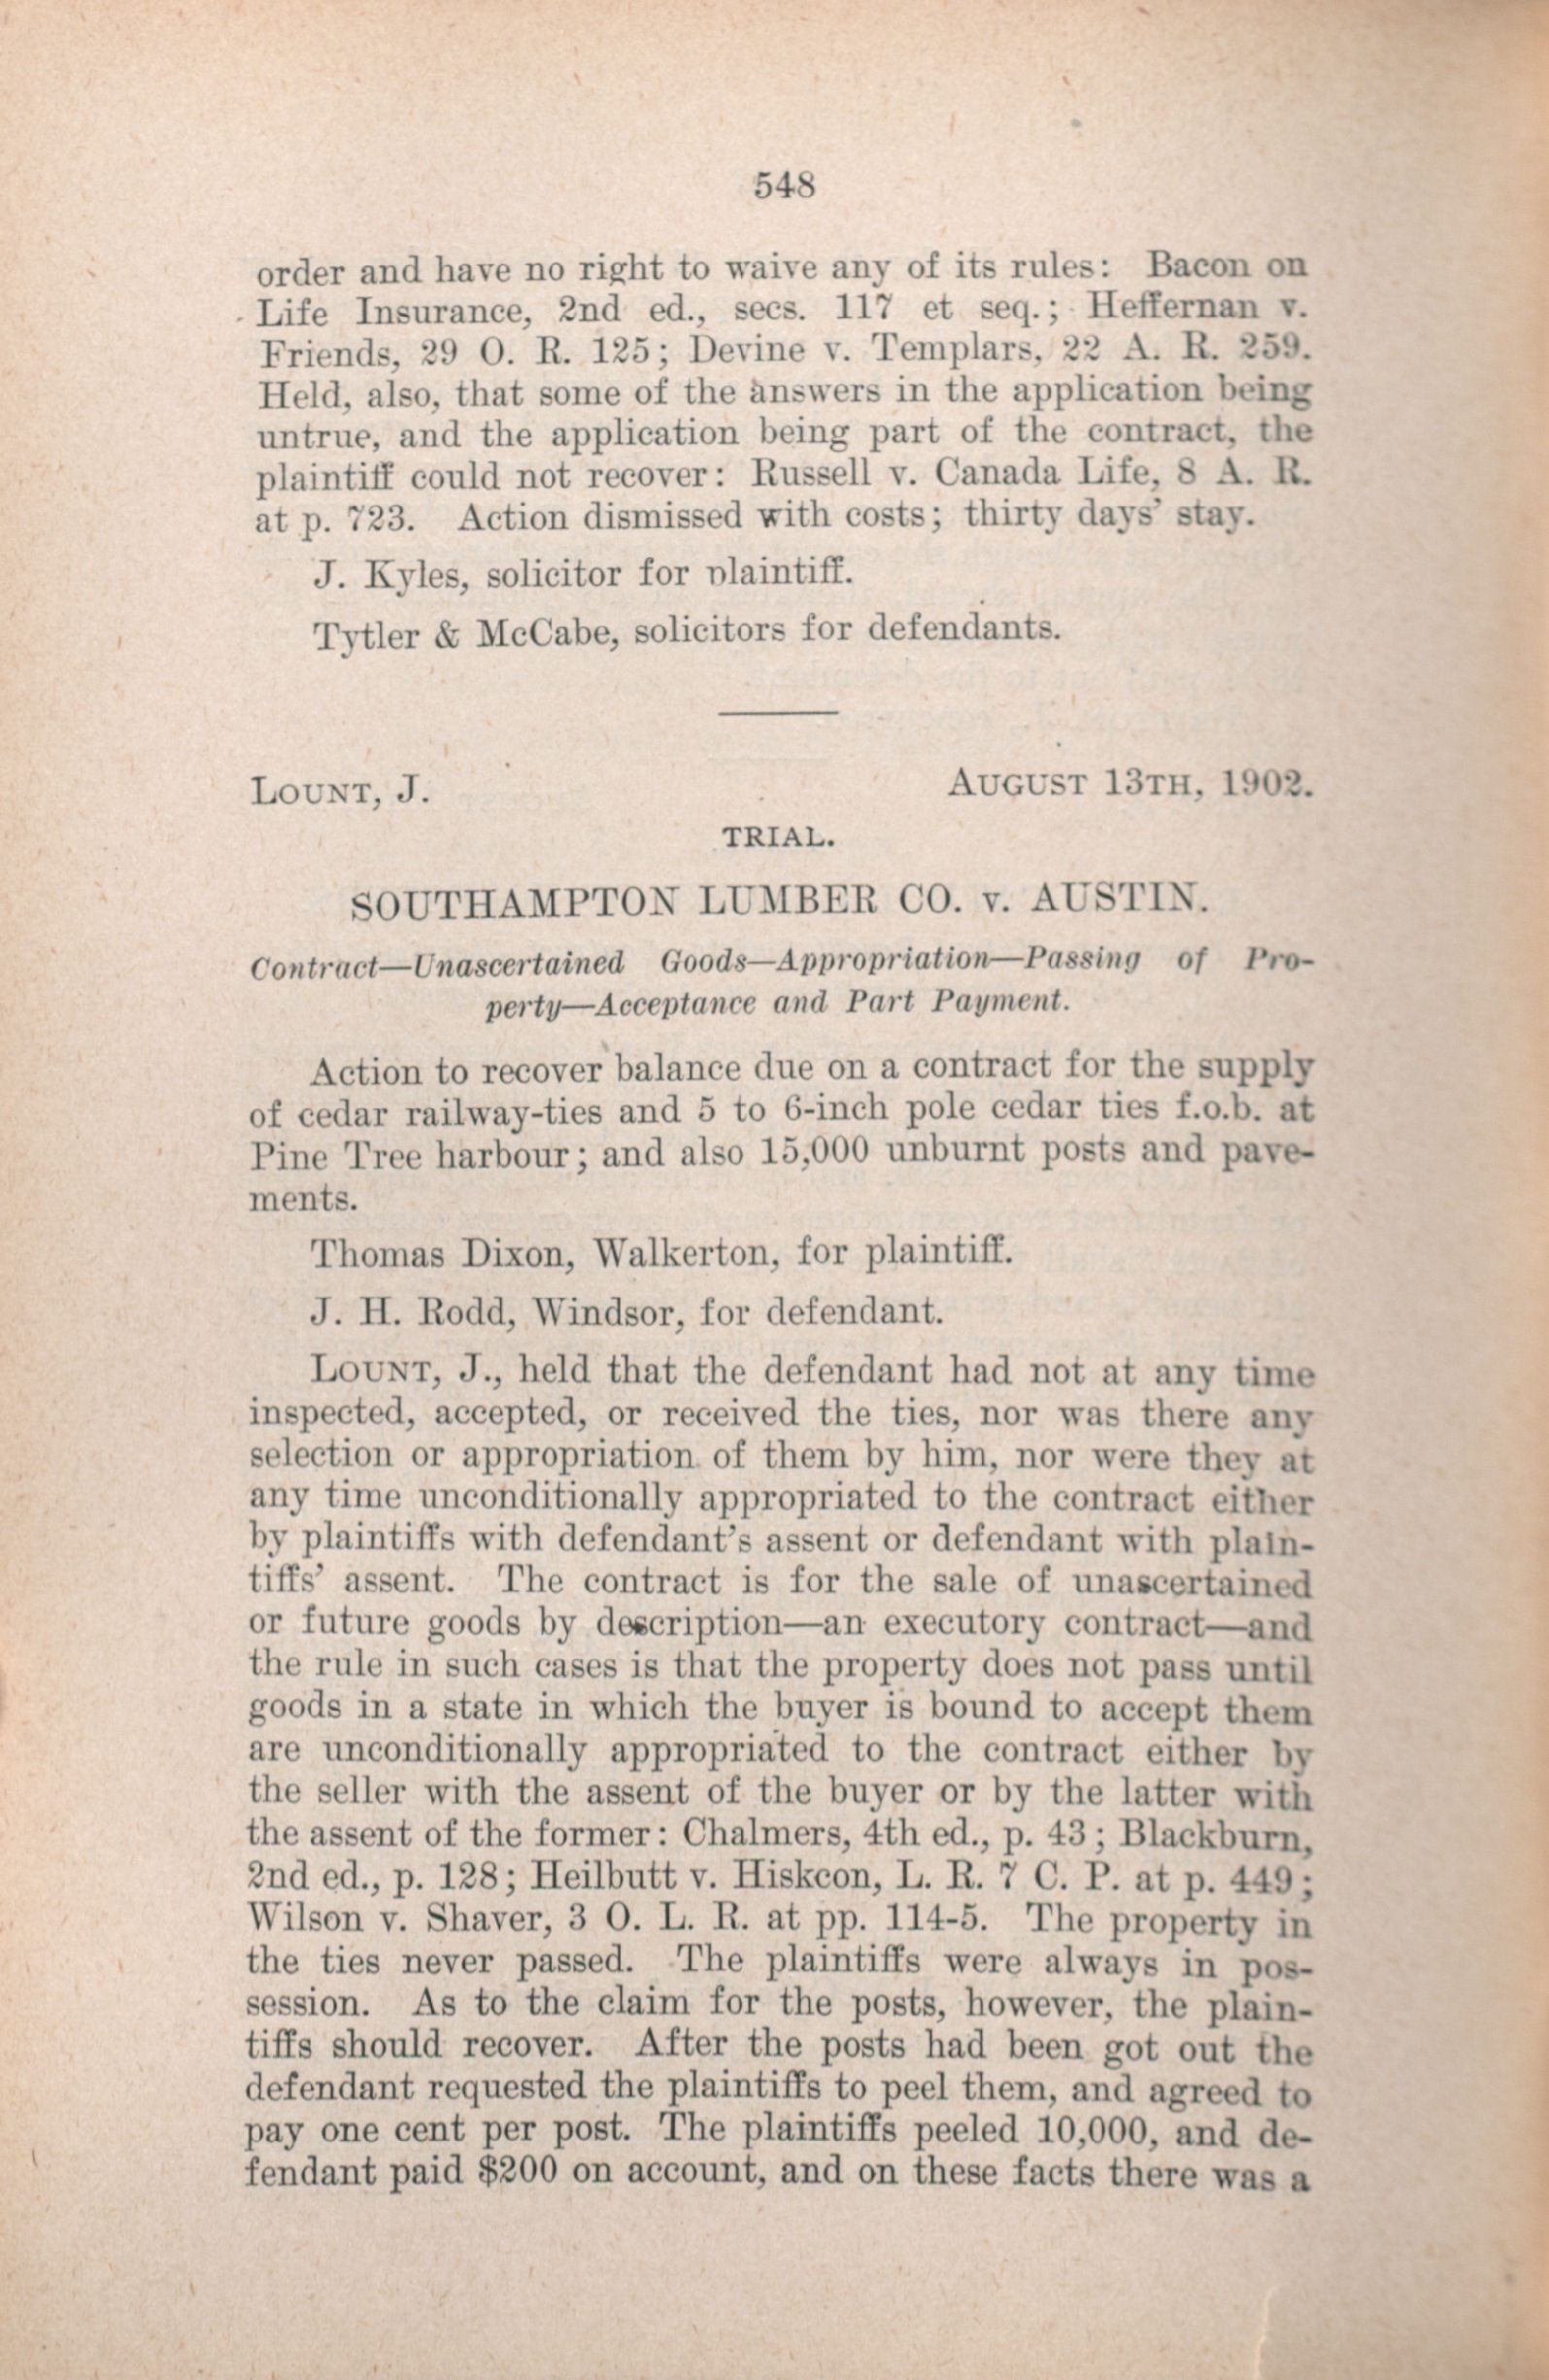 548
order and have no right to waive any of its rules: Bacon on
Life Insurance, 2nd ed., secs. 117 et seq.; Heffernan v.
Friends, 29 O. R. 125; Devine v. Templars, 22 A. R. 259.
Held, also, that some of the answers in the application being
untrue, and the application being part of the contract, the
plaintiff could not recover: Russell v. Canada Life, 8 A. R.
at p. 723. Action dismissed with costs; thirty days' stay.
J. Kyles, solicitor for plaintiff.
Tytler & McCabe, solicitors for defendants.
LOUNT, J. AUGUST 13TH, 1902.
TRIAL.
SOUTHAMPTON LUMBER CO. v. AUSTIN.
Contract—Unascertained Goods—Appropriation—Passing of Pro-
perty—Acceptance and Part Payment.
Action to recover balance due on a contract for the supply
of cedar railway-ties and 5 to 6-inch pole cedar ties f.o.b. at
Pine Tree harbour; and also 15,000 unburnt posts and pave-
ments.
Thomas Dixon, Walkerton, for plaintiff.
J. H. Rodd, Windsor, for defendant.
LOUNT, J., held that the defendant had not at any time
inspected, accepted, or received the ties, nor was there any
selection or appropriation of them by him, nor were they at
any time unconditionally appropriated to the contract either
by plaintiffs with defendant's assent or defendant with plain-
tiffs' assent. The contract is for the sale of unascertained
or future goods by description—an executory contract—and
the rule in such cases is that the property does not pass until
goods in a state in which the buyer is bound to accept them
are unconditionally appropriated to the contract either by
the seller with the assent of the buyer or by the latter with
the assent of the former: Chalmers, 4th ed., p. 43; Blackburn,
2nd ed., p. 128; Heilbutt v. Hiskcon, L. R. 7 C. P. at p. 449;
Wilson v. Shaver, 3 O. L. R. at pp. 114-5. The property in
the ties never passed. The plaintiffs were always in pos-
session. As to the claim for the posts, however, the plain-
tiffs should recover. After the posts had been got out the
defendant requested the plaintiffs to peel them, and agreed to
pay one cent per post. The plaintiffs peeled 10,000, and de-
fendant paid $200 on account, and on these facts there was a